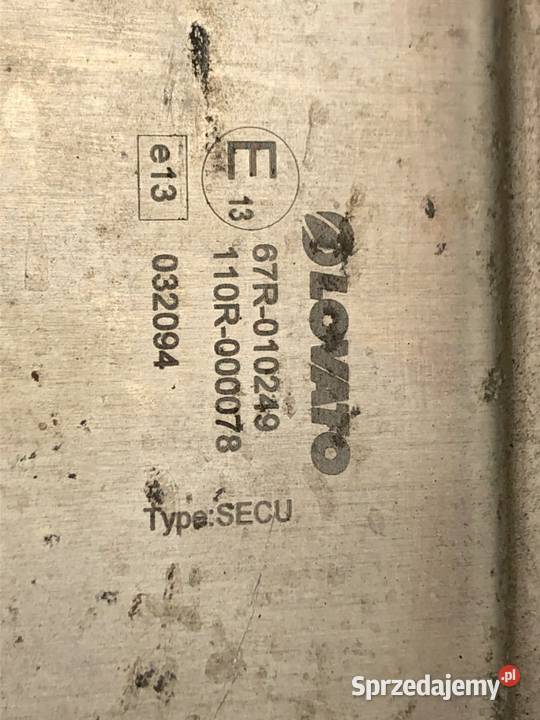 LOVATO
E 13 67R-010249
110R-000078
e13 032094
Type:SECU
Sprzedajemy.pl